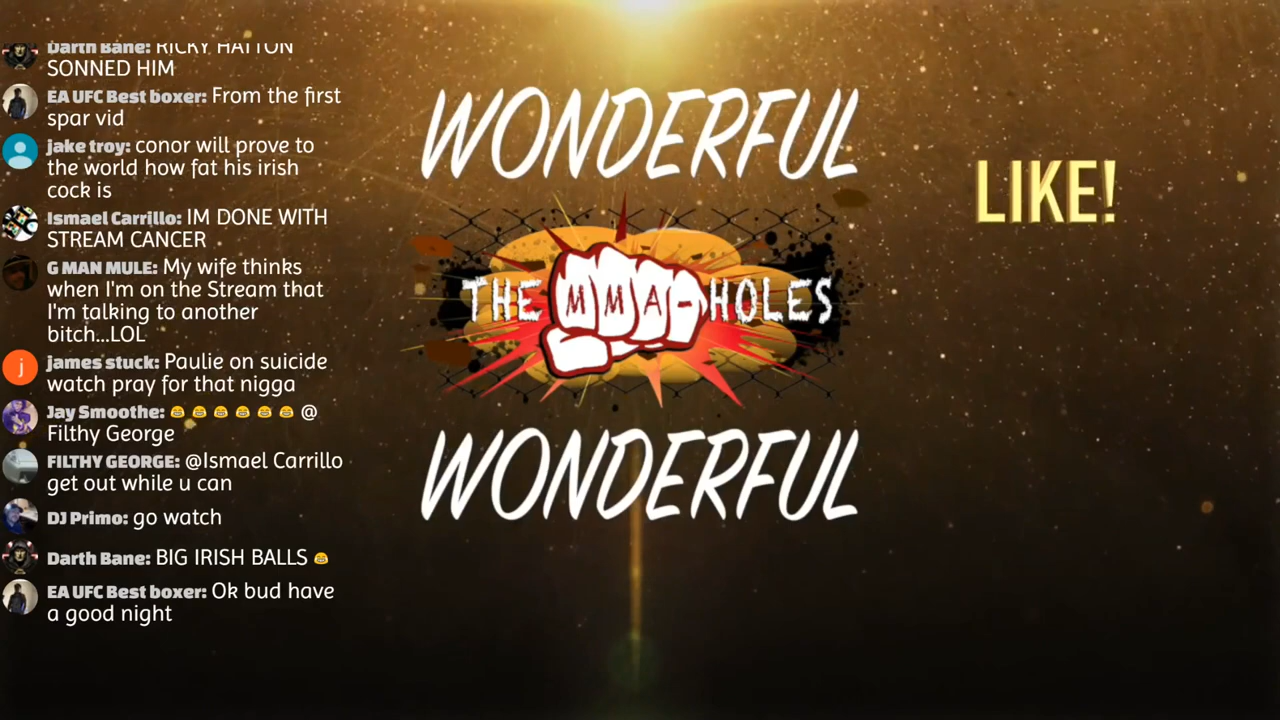 Darth Bane: RICKY HATTON
SONNED HIM
EA UFC Best boxer: From the first
spar vid
jake troy: conor will prove to
the world how fat his irish
cock is
Ismael Carrillo: IM DONE WITH
STREAM CANCER
G MAN MULE: My wife thinks
when I'm on the Stream that
I'm talking to another
bitch...LOL
j
james stuck: Paulie on suicide
watch pray for that nigga
Jay Smoothe: 😂 😂 😂 😂 😂 😂 @
Filthy George
FILTHY GEORGE: @Ismael Carrillo
get out while u can
DJ Primo: go watch
Darth Bane: BIG IRISH BALLS 😂
EA UFC Best boxer: Ok bud have
a good night
WONDERFUL
THE MMA-HOLES
WONDERFUL
LIKE!